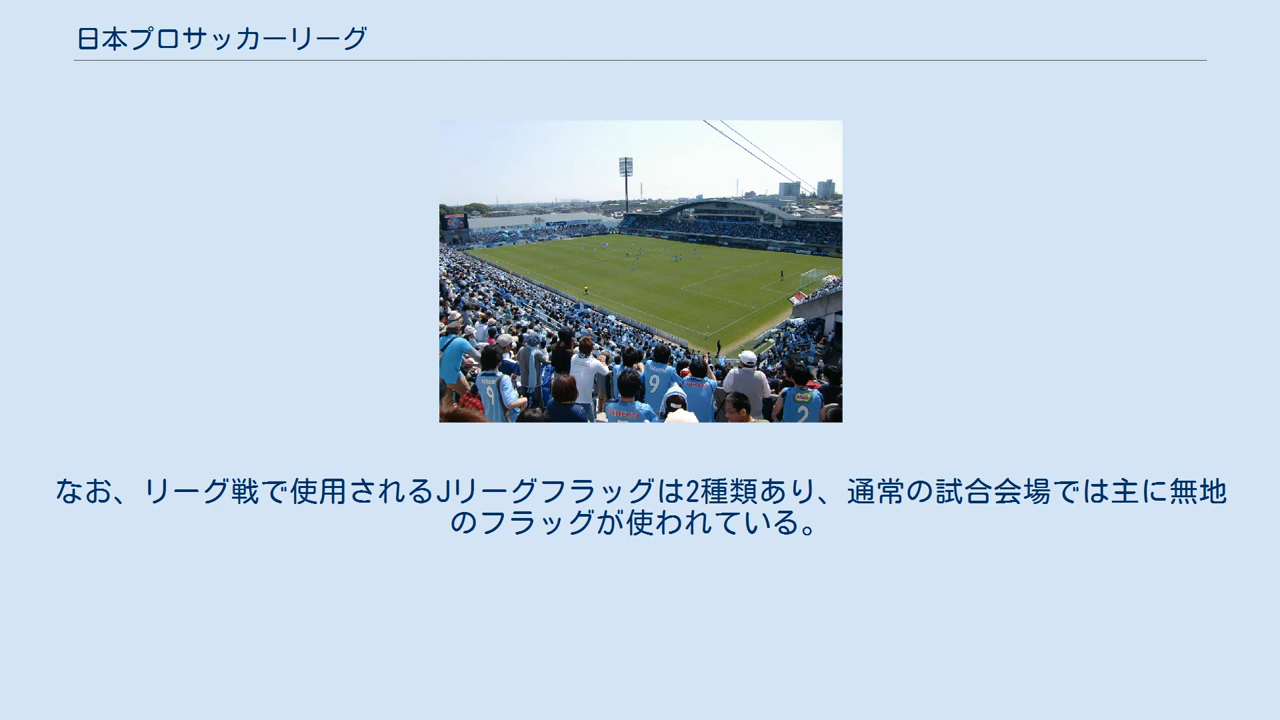 日本プロサッカーリーグ
9
9
2
なお、リーグ戦で使用されるJリーグフラッグは2種類あり、通常の試合会場では主に無地
のフラッグが使われている。